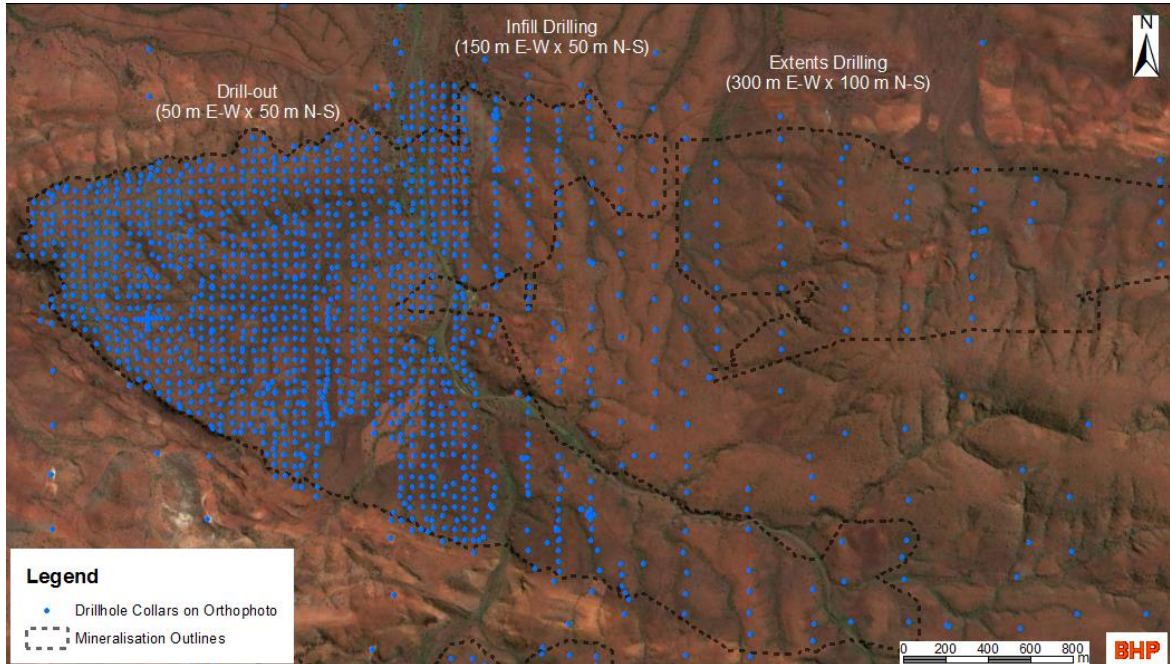 Infill Drilling
(150 m E-W x 50 m N-S)
N
Extents Drilling
(300 m E-W x 100 m N-S)
Drill-out
(50 m E-W x 50 m N-S)
Legend
Drillhole Collars on Orthophoto
Mineralisation Outlines
0 200 400 600 800
m
BHP